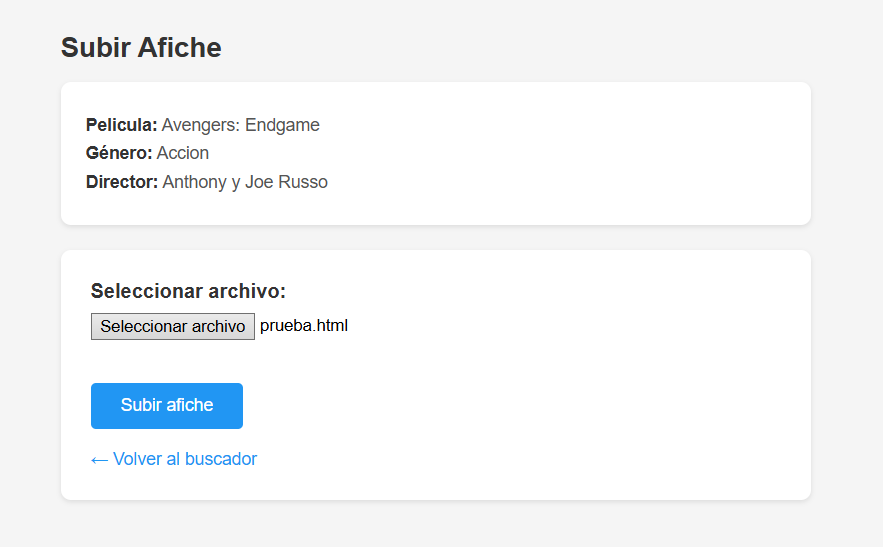 Subir Afiche
Pelicula: Avengers: Endgame
Género: Accion
Director: Anthony y Joe Russo
Seleccionar archivo:
Seleccionar archivo prueba.html
Subir afiche
← Volver al buscador